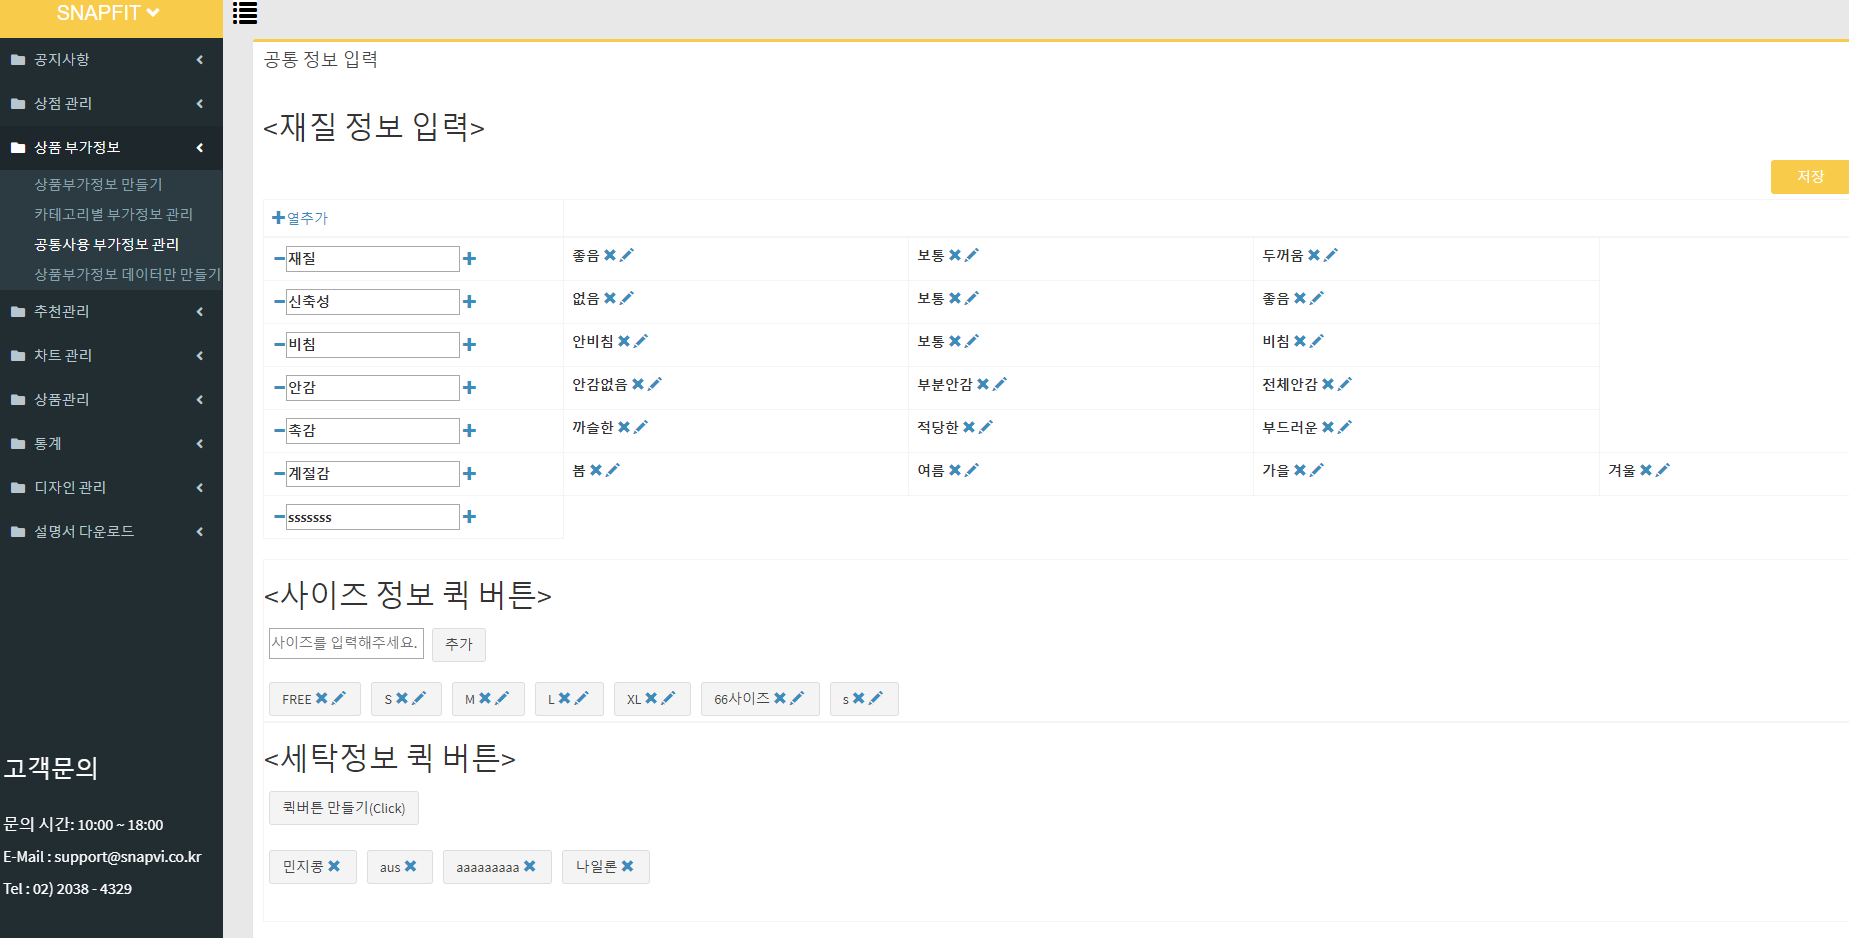 SNAPFIT
공지사항
상점 관리
상품 부가정보
상품부가정보 만들기
카테고리별 부가정보 관리
공통사용 부가정보 관리
상품부가정보 데이터만 만들기
추천관리
차트 관리
상품관리
통계
디자인 관리
설명서 다운로드
고객문의
문의 시간: 10:00 ~ 18:00
E-Mail : support@snapvi.co.kr
Tel : 02) 2038 - 4329
공통 정보 입력
<재질 정보 입력>
저장
열추가
재질 좋음 보통 두꺼움
신축성 없음 보통 좋음
비침 안비침 보통 비침
안감 안감없음 부분안감 전체안감
촉감 까슬한 적당한 부드러운
계절감 봄 여름 가을 겨울
sssssss
<사이즈 정보 퀵 버튼>
사이즈를 입력해주세요. 추가
FREE S M L XL 66사이즈 s
<세탁정보 퀵 버튼>
퀵버튼 만들기(Click)
민지콩 aus aaaaaaaaa 나일론